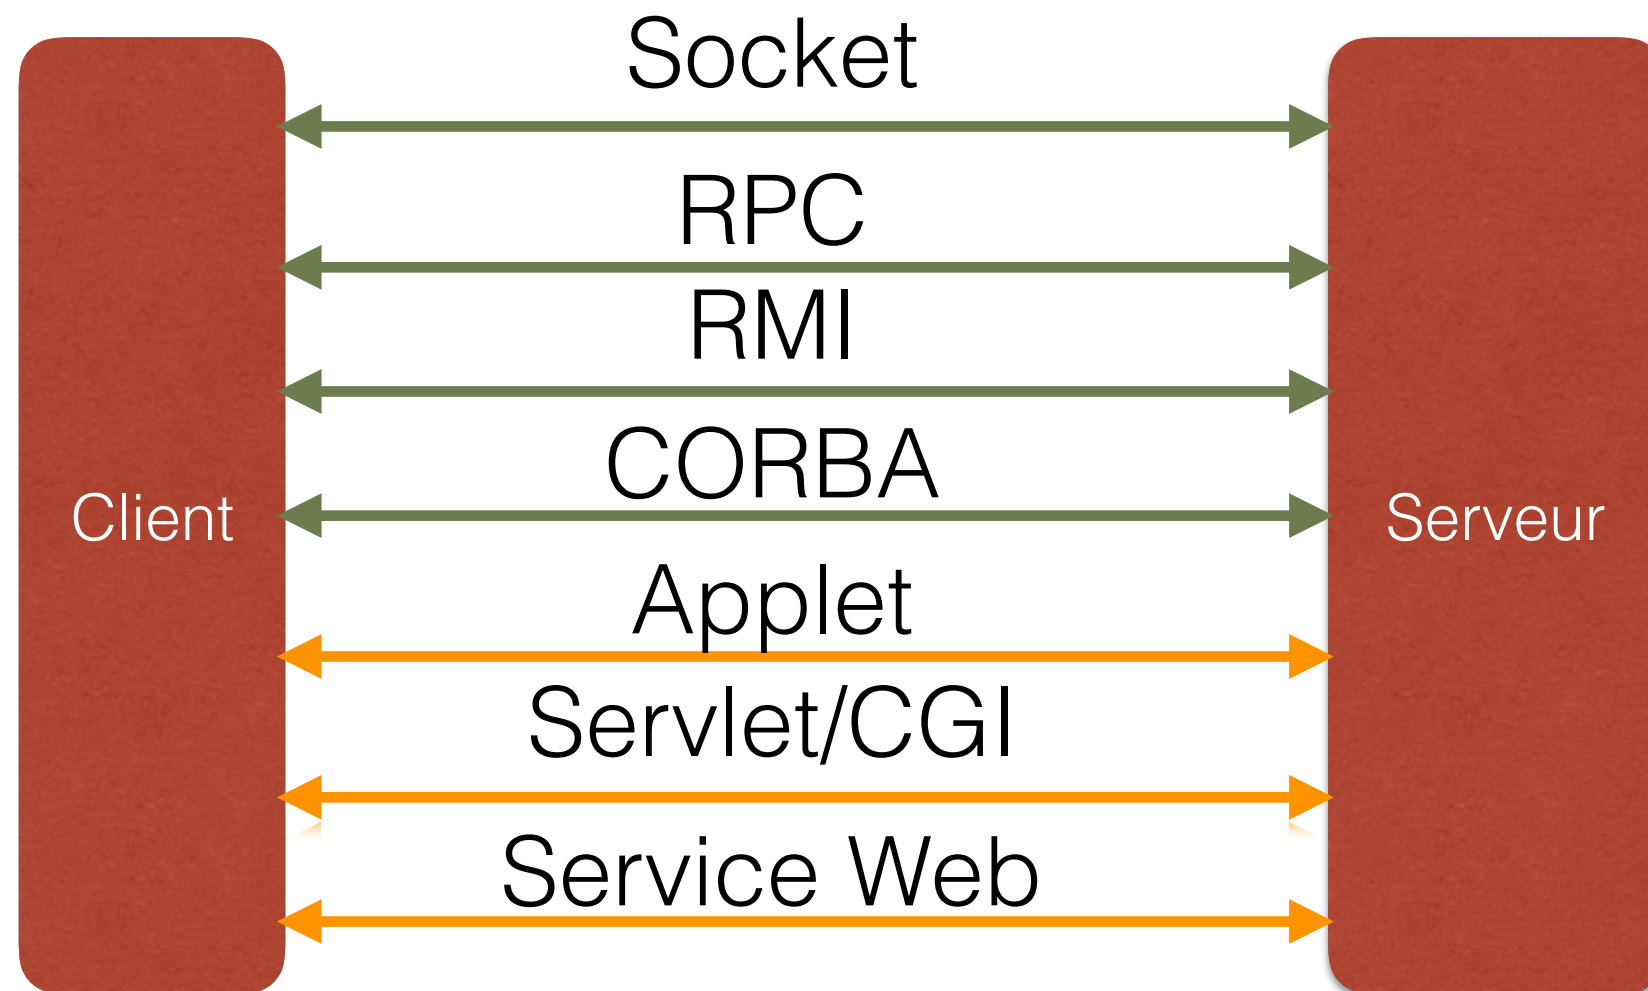 Socket
RPC
RMI
CORBA
Client
Serveur
Applet
Servlet/CGI
Service Web